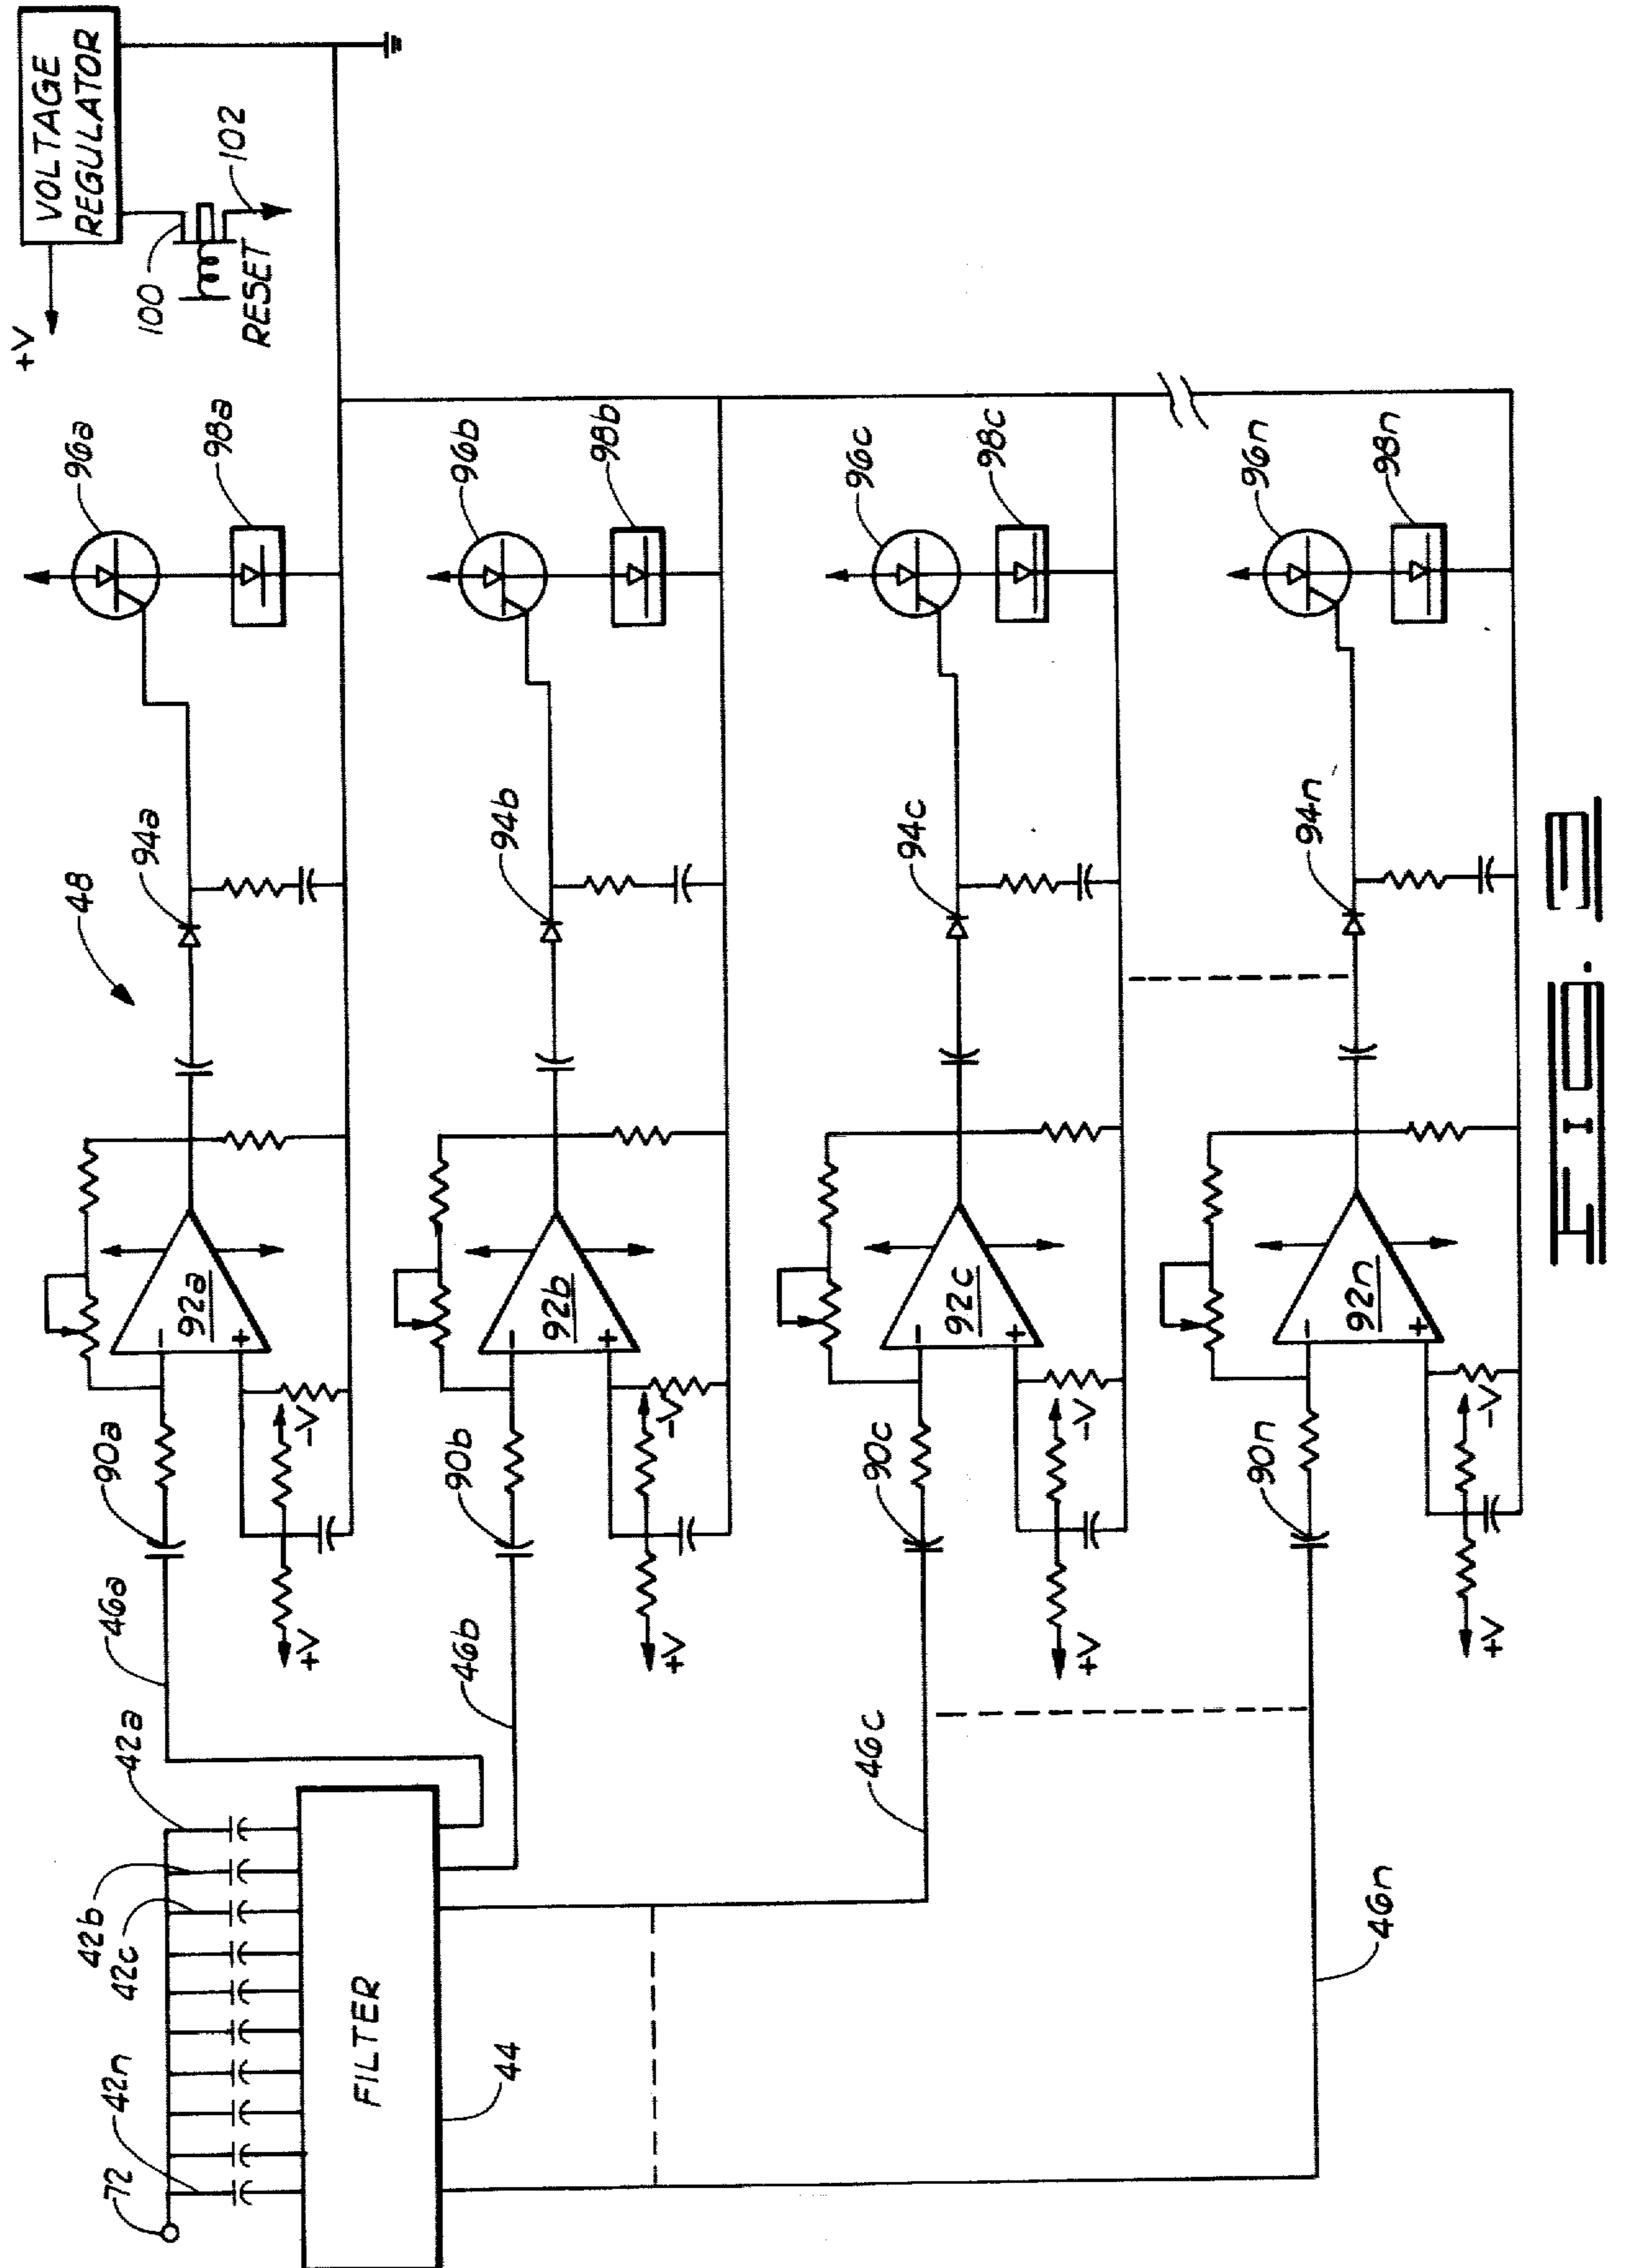 VOLTAGE
REGULATOR
+V
100
102
RESET
96a
98a
48
94a
92a
-
+
90a
-V
+V
46a
42a
42b
42c
42n
72
FILTER
44
96b
98b
94b
92b
-
+
90b
-V
+V
46b
96c
98c
94c
92c
-
+
90c
-V
+V
46c
96n
98n
94n
92n
-
+
90n
-V
+V
46n
FIG. 3